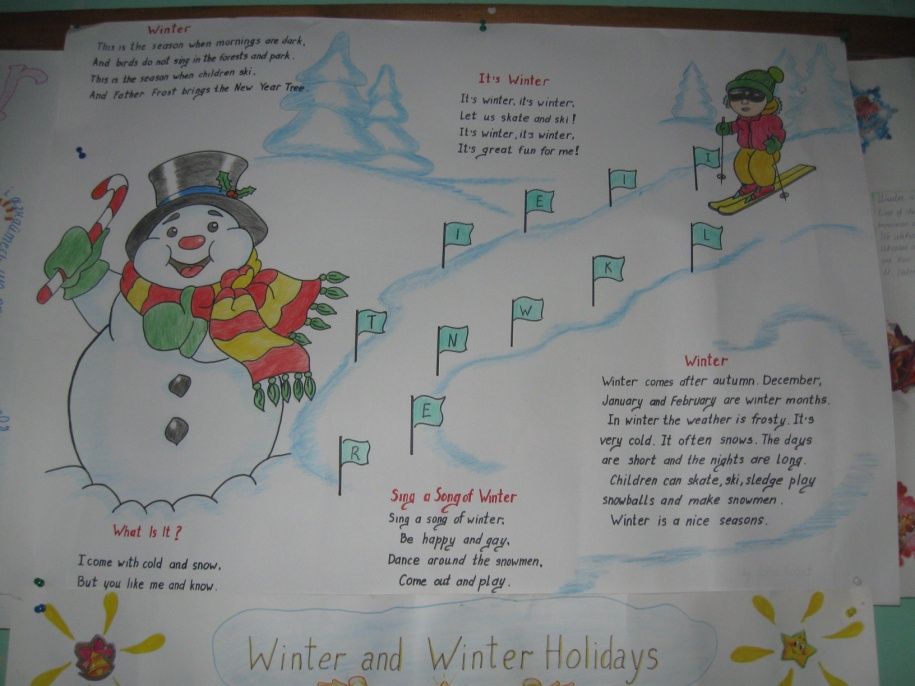 Winter
This is the season when mornings are dark,
And birds do not sing in the forests and park.
This is the season when children ski.
And Father Frost brings the New Year Tree.
It's Winter
It's winter, it's winter.
Let us skate and ski!
It's winter, it's winter.
It's great fun for me!
I
I
E
I
L
K
T
W
N
E
R
Winter
Winter comes after autumn. December,
January and February are winter months.
In winter the weather is frosty. It's
very cold. It often snows. The days
are short and the nights are long.
Children can skate, ski, sledge play
snowballs and make snowmen.
Winter is a nice seasons.
What Is It?
I come with cold and snow,
But you like me and know.
Sing a Song of Winter
Sing a song of winter,
Be happy and gay,
Dance around the snowmen,
Come out and play.
Winter and Winter Holidays